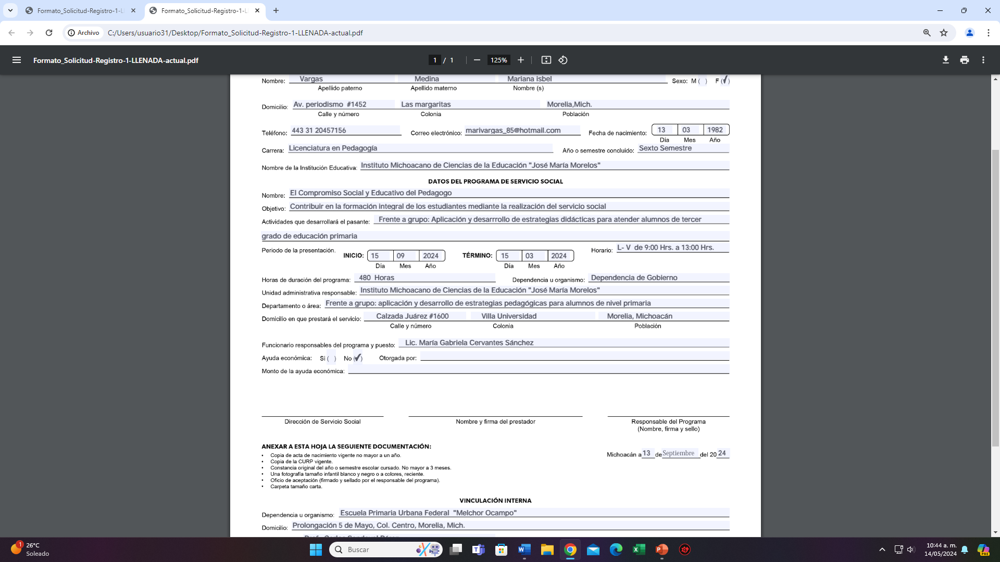 Formato_Solicitud-Registro-1-L
Formato_Solicitud-Registro-1-L
Archivo
C:/Users/usuario31/Desktop/Formato_Solicitud-Registro-1-LLENADA-actual.pdf
Formato_Solicitud-Registro-1-LLENADA-actual.pdf
1 / 1
125%
Nombre: Vargas Medina Mariana isbel Sexo: M ( ) F (✓)
Apellido paterno Apellido materno Nombre (s)
Domicilio: Av. periodismo #1452 Las margaritas Morelia,Mich.
Calle y número Colonia Población
Teléfono: 443 31 20457156 Correo electrónico: marivargas_85@hotmail.com Fecha de nacimiento: 13 03 1982
Día Mes Año
Carrera: Licenciatura en Pedagogía Año o semestre concluido: Sexto Semestre
Nombre de la Institución Educativa: Instituto Michoacano de Ciencias de la Educación "José María Morelos"
DATOS DEL PROGRAMA DE SERVICIO SOCIAL
Nombre: El Compromiso Social y Educativo del Pedagogo
Objetivo: Contribuir en la formación integral de los estudiantes mediante la realización del servicio social
Actividades que desarrollará el pasante: Frente a grupo: Aplicación y desarrrollo de estrategias didácticas para atender alumnos de tercer
grado de educación primaria
Periodo de la presentación. INICIO: 15 09 2024 TÉRMINO: 15 03 2024 Horario: L- V de 9:00 Hrs. a 13:00 Hrs.
Día Mes Año Día Mes Año
Horas de duración del programa: 480 Horas Dependencia u organismo: Dependencia de Gobierno
Unidad administrativa responsable: Instituto Michoacano de Ciencias de la Educación "José María Morelos"
Departamento o área: Frente a grupo: aplicación y desarrollo de estrategias pedagógicas para alumnos de nivel primaria
Domicilio en que prestará el servicio: Calzada Juárez #1600 Villa Universidad Morelia, Michoacán
Calle y número Colonia Población
Funcionario responsables del programa y puesto: Lic. María Gabriela Cervantes Sánchez
Ayuda económica: Si ( ) No (✓) Otorgada por:
Monto de la ayuda económica:
Dirección de Servicio Social Nombre y firma del prestador Responsable del Programa
(Nombre, firma y sello)
ANEXAR A ESTA HOJA LA SIGUIENTE DOCUMENTACIÓN:
Michoacán a 13 de Septiembre del 20 24
• Copia de acta de nacimiento vigente no mayor a un año.
• Copia de la CURP vigente.
• Constancia original del año o semestre escolar cursado. No mayor a 3 meses.
• Una fotografía tamaño infantil blanco y negro o a colores, reciente.
• Oficio de aceptación (firmado y sellado por el responsable del programa).
• Carpeta tamaño carta.
VINCULACIÓN INTERNA
Dependencia u organismo: Escuela Primaria Urbana Federal "Melchor Ocampo"
Domicilio: Prolongación 5 de Mayo, Col. Centro, Morelia, Mich.
1
26°C
Soleado
Buscar
10:44 a. m.
14/05/2024
PRE